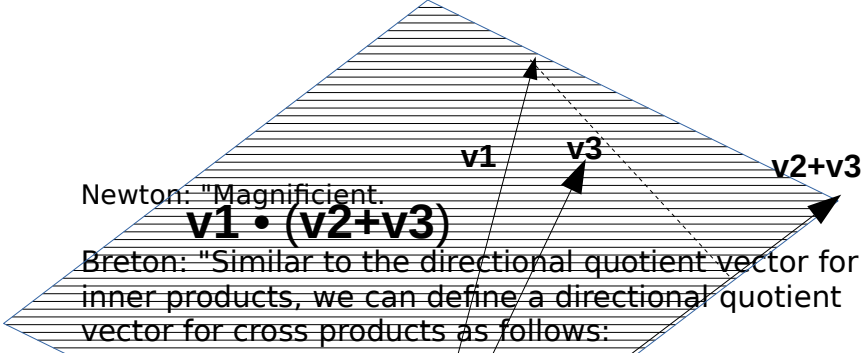 v1
v3
v2+v3
Newton: "Magnificent.
v1 • (v2+v3)
Breton: "Similar to the directional quotient vector for
inner products, we can define a directional quotient
vector for cross products as follows: